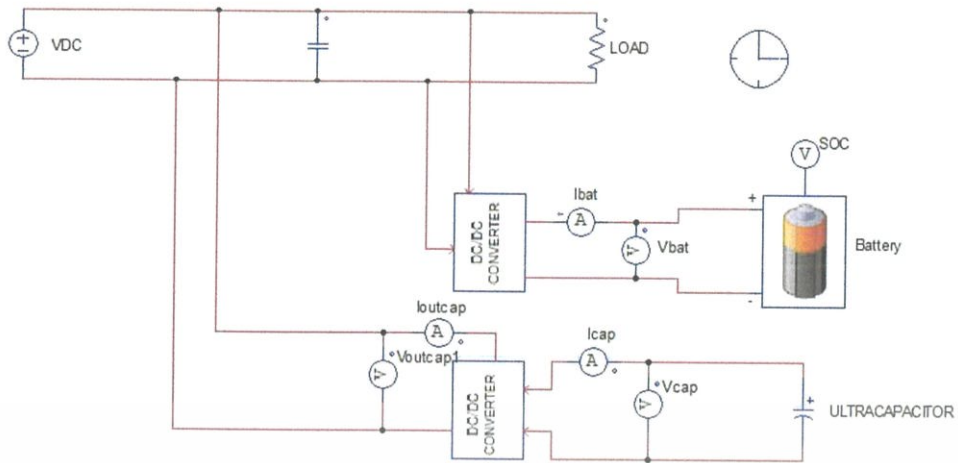 VDC
LOAD
SOC
V
Ibat
A
DC/DC
CONVERTER
V
Vbat
+
-
Battery
Ioutcap
A
Voutcap1
V
DC/DC
CONVERTER
Icap
A
Vcap
V
ULTRACAPACITOR